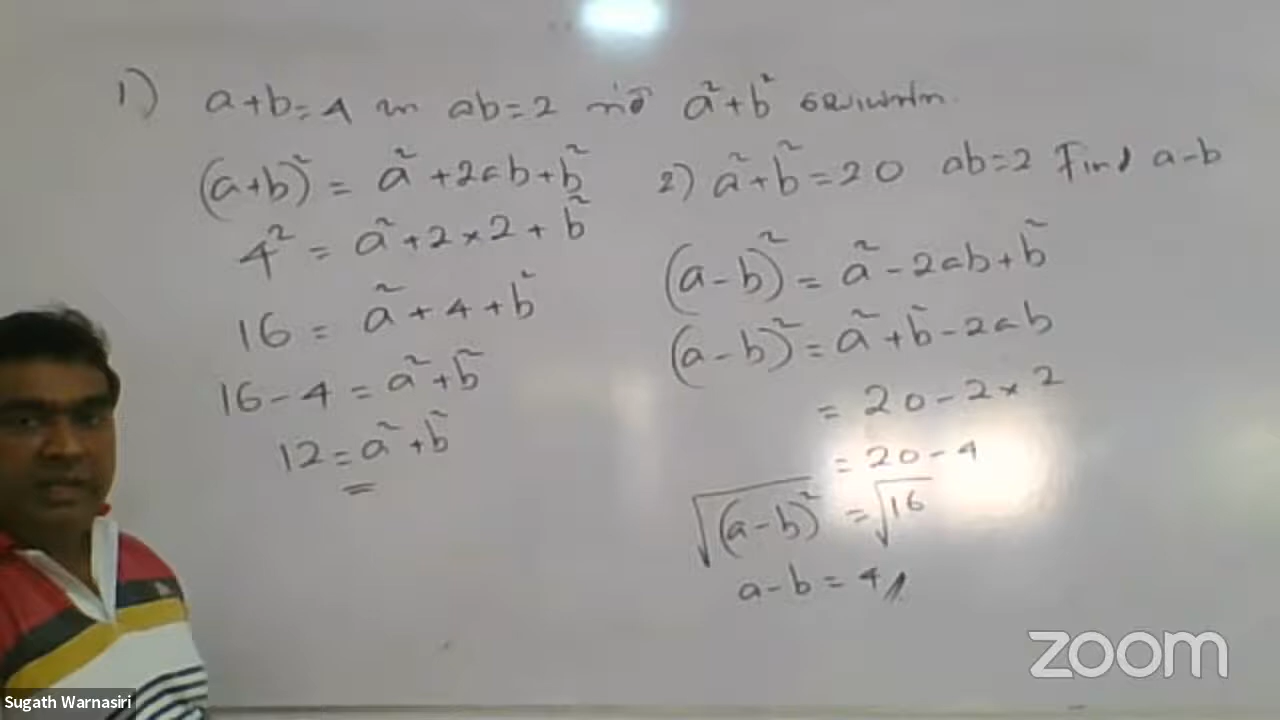 1) a+b=4 හා ab=2 නම් a²+b² සොයන්න.
(a+b)² = a²+2ab+b²
4² = a²+2×2+b²
16 = a²+4+b²
16-4 = a²+b²
12 = a²+b²
2) a²+b²=20 ab=2 Find a-b
(a-b)² = a²-2ab+b²
(a-b)² = a²+b²-2ab
= 20-2×2
= 20-4
√(a-b)² = √16
a-b = 4
zoom
Sugath Warnasiri